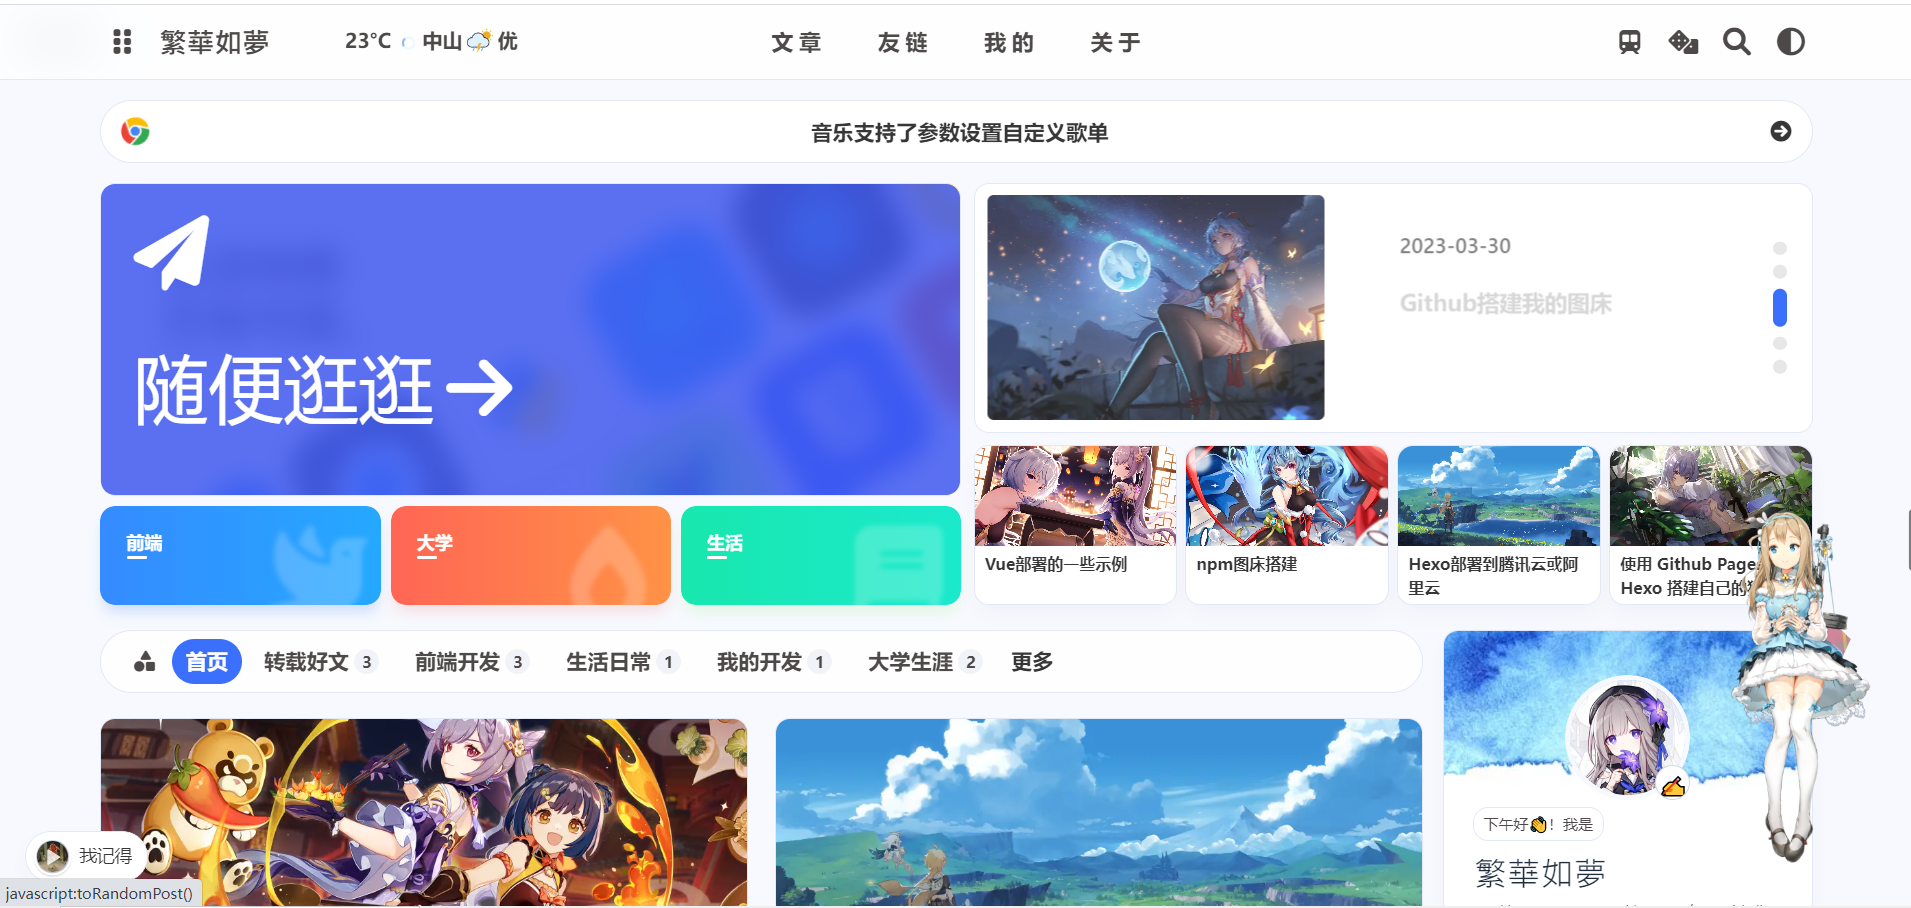 繁華如夢
23°C 中山 优
文章 友链 我的 关于
音乐支持了参数设置自定义歌单
随便逛逛
2023-03-30
Github搭建我的图床
前端
大学
生活
Vue部署的一些示例
npm图床搭建
Hexo部署到腾讯云或阿
里云
使用 Github Page
Hexo 搭建自己的
首页 转载好文 3 前端开发 3 生活日常 1 我的开发 1 大学生涯 2 更多
下午好👏！我是
繁華如夢
我记得
javascript:toRandomPost()